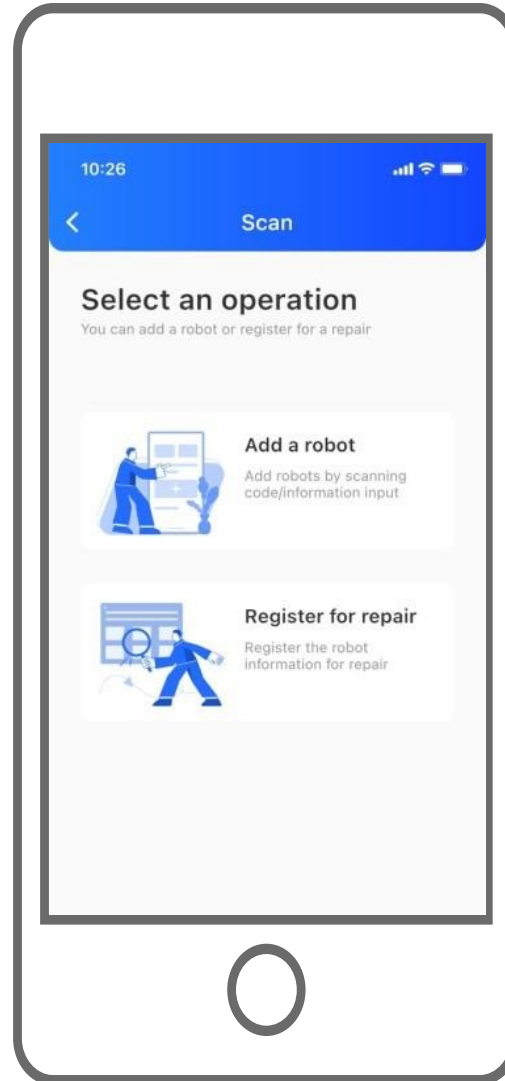 10:26
Scan
Select an operation
You can add a robot or register for a repair
Add a robot
Add robots by scanning
code/information input
Register for repair
Register the robot
information for repair